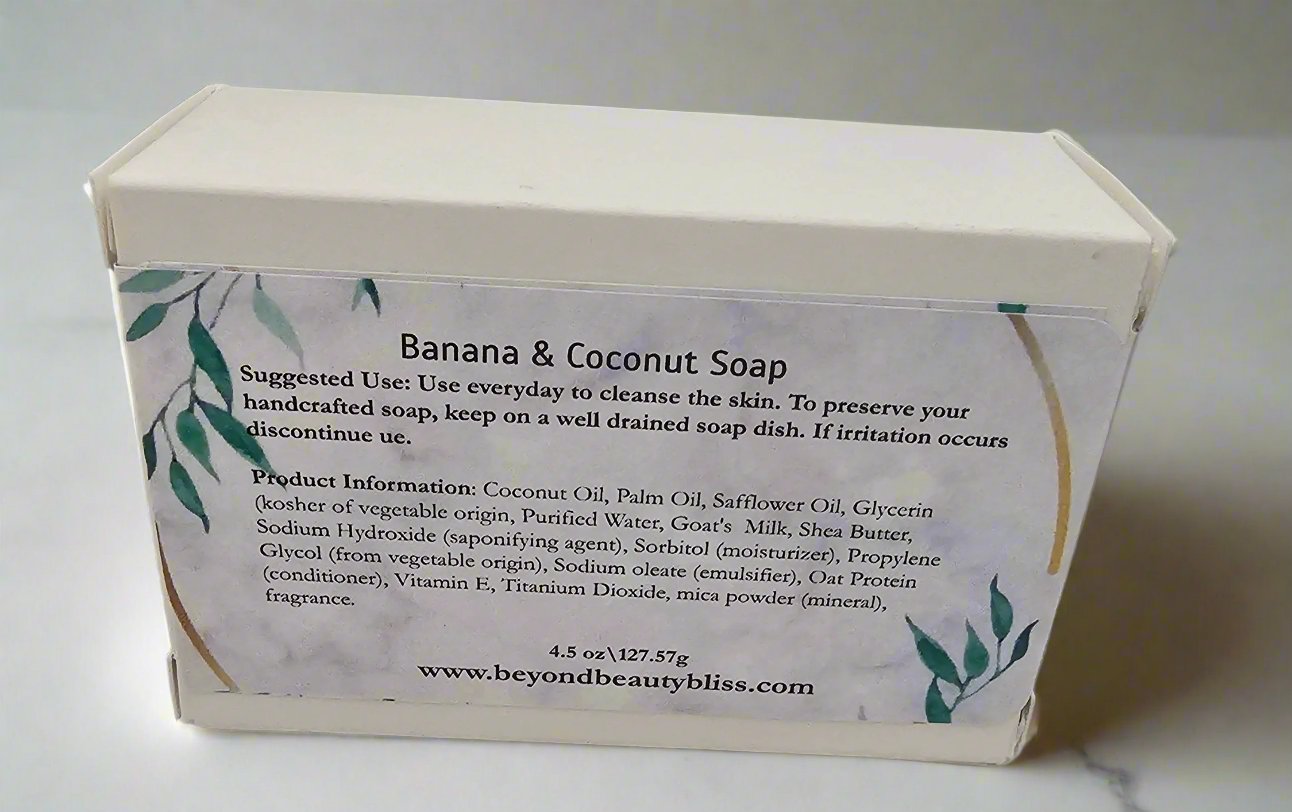 Banana & Coconut Soap
Suggested Use: Use everyday to cleanse the skin. To preserve your
handcrafted soap, keep on a well drained soap dish. If irritation occurs
discontinue ue.
Product Information: Coconut Oil, Palm Oil, Safflower Oil, Glycerin
(kosher of vegetable origin, Purified Water, Goat's Milk, Shea Butter,
Sodium Hydroxide (saponifying agent), Sorbitol (moisturizer), Propylene
Glycol (from vegetable origin), Sodium oleate (emulsifier), Oat Protein
(conditioner), Vitamin E, Titanium Dioxide, mica powder (mineral),
fragrance.
4.5 oz\127.57g
www.beyondbeautybliss.com